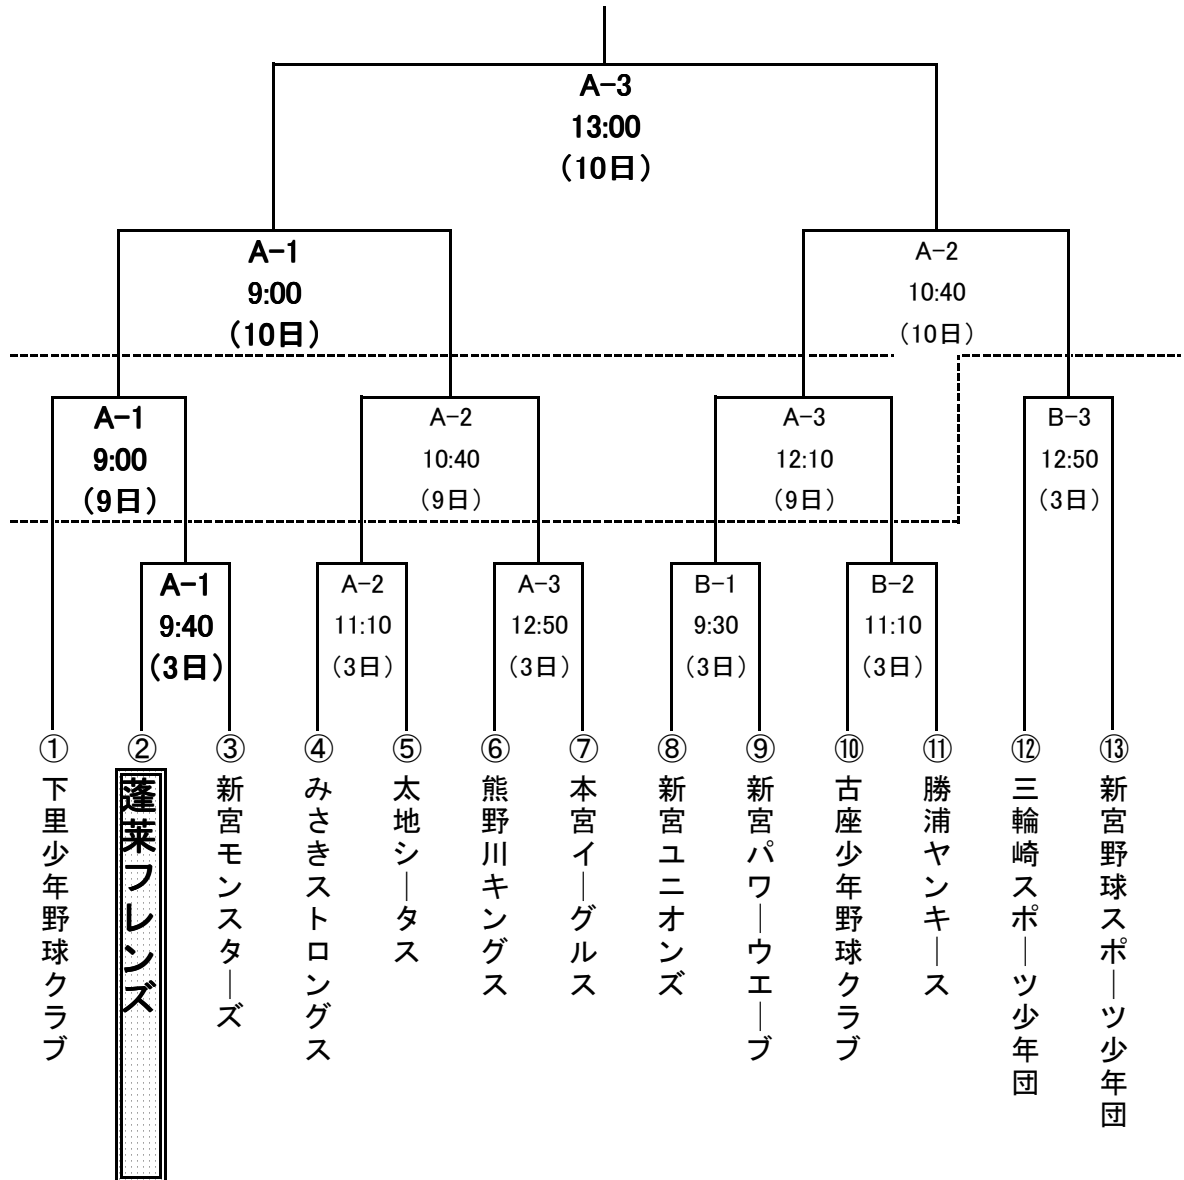 A-3
13:00
（10日）
A-1
9:00
（10日）
A-2
10:40
（10日）
A-1
9:00
（9日）
A-2
10:40
（9日）
A-3
12:10
（9日）
B-3
12:50
（3日）
A-1
9:40
（3日）
A-2
11:10
（3日）
A-3
12:50
（3日）
B-1
9:30
（3日）
B-2
11:10
（3日）
①下里少年野球クラブ
②蓬莱フレンズ
③新宮モンスターズ
④みさきストロングス
⑤太地シータス
⑥熊野川キングス
⑦本宮イーグルス
⑧新宮ユニオンズ
⑨新宮パワーウエーブ
⑩古座少年野球クラブ
⑪勝浦ヤンキース
⑫三輪崎スポーツ少年団
⑬新宮野球スポーツ少年団